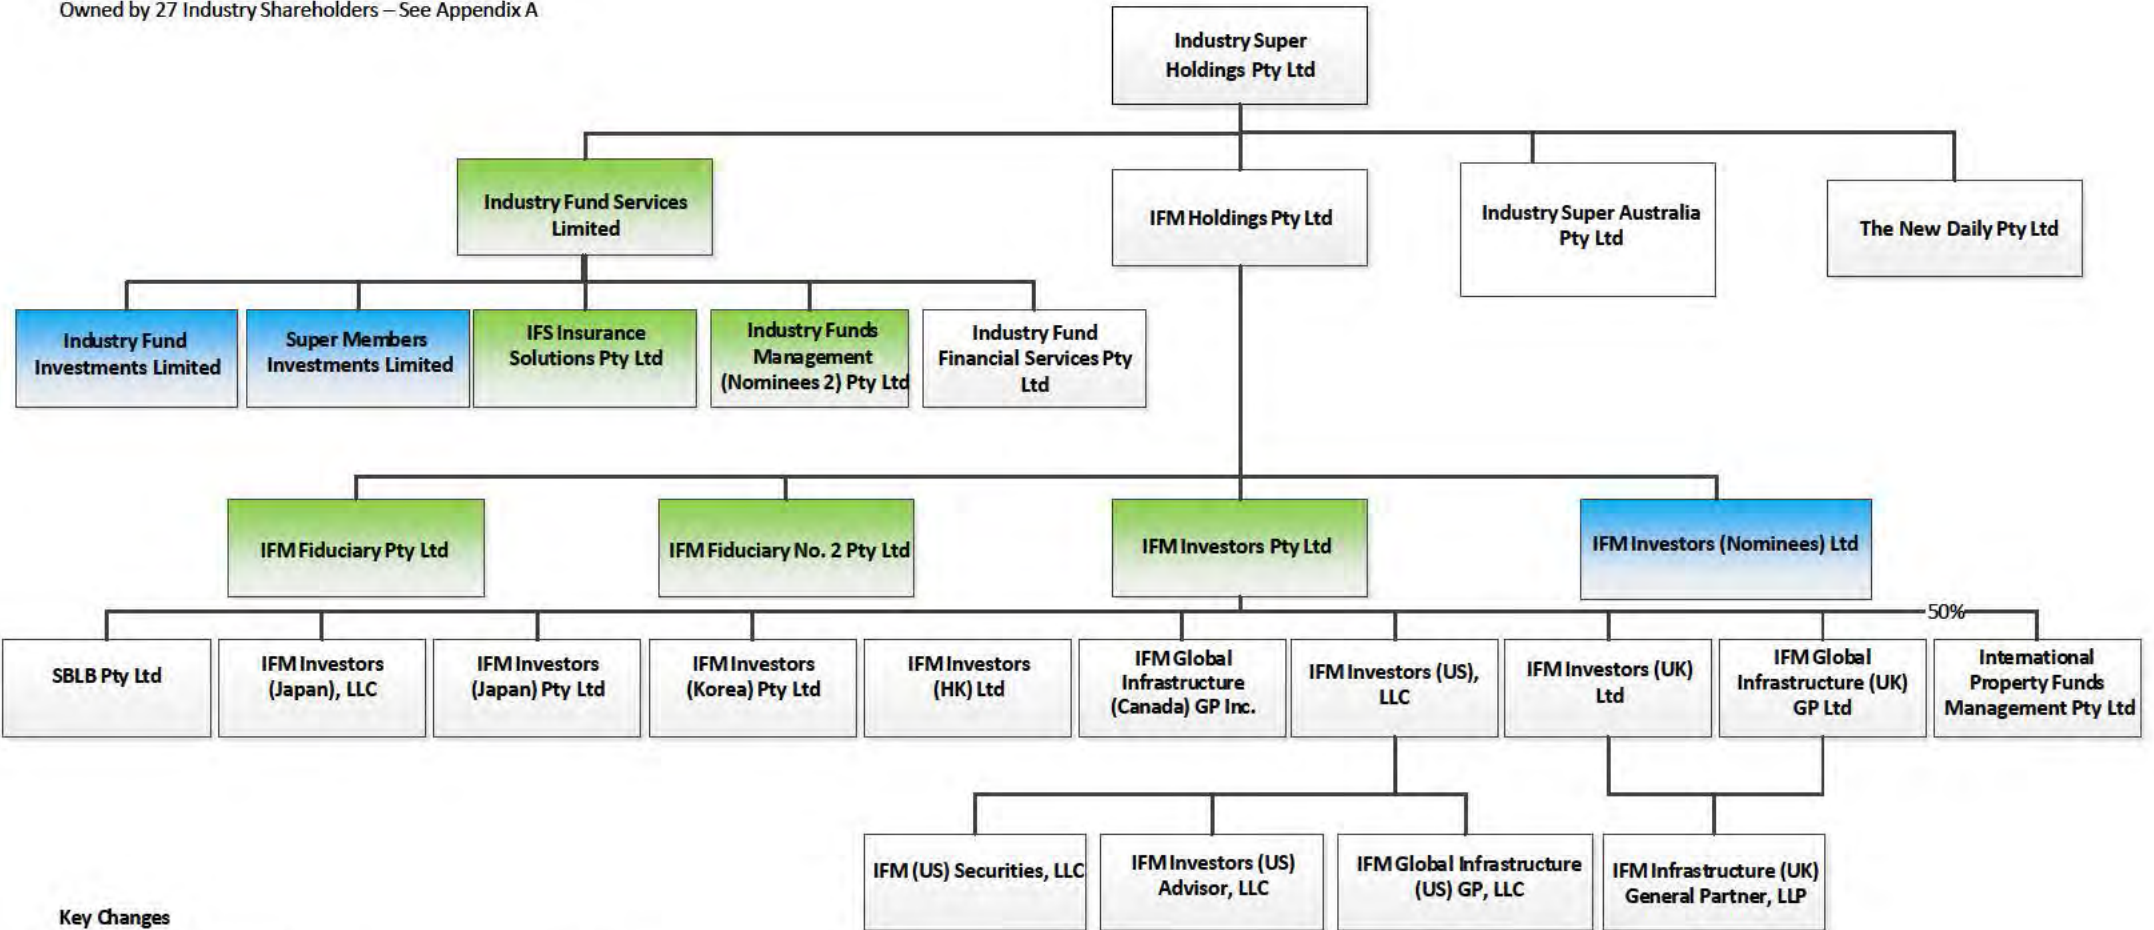 Owned by 27 Industry Shareholders – See Appendix A
Industry Super
Holdings Pty Ltd
Industry Fund Services
Limited
IFM Holdings Pty Ltd
Industry Super Australia
Pty Ltd
The New Daily Pty Ltd
Industry Fund
Investments Limited
Super Members
Investments Limited
IFS Insurance
Solutions Pty Ltd
Industry Funds
Management
(Nominees 2) Pty Ltd
Industry Fund
Financial Services Pty
Ltd
IFM Fiduciary Pty Ltd
IFM Fiduciary No. 2 Pty Ltd
IFM Investors Pty Ltd
IFM Investors (Nominees) Ltd
50%
SBLB Pty Ltd
IFM Investors
(Japan), LLC
IFM Investors
(Japan) Pty Ltd
IFM Investors
(Korea) Pty Ltd
IFM Investors
(HK) Ltd
IFM Global
Infrastructure
(Canada) GP Inc.
IFM Investors (US),
LLC
IFM Investors (UK)
Ltd
IFM Global
Infrastructure (UK)
GP Ltd
International
Property Funds
Management Pty Ltd
IFM (US) Securities, LLC
IFM Investors (US)
Advisor, LLC
IFM Global Infrastructure
(US) GP, LLC
IFM Infrastructure (UK)
General Partner, LLP
Key Changes